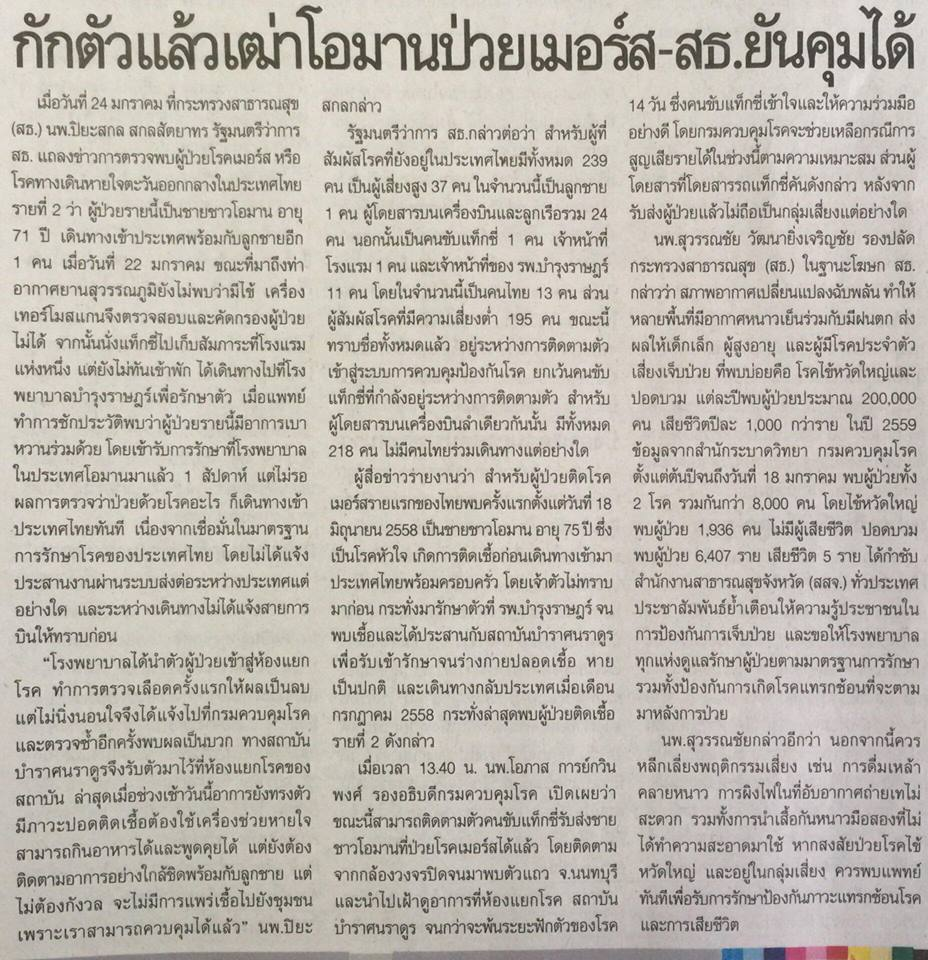 กักตัวแล้วเฒ่าโอมานป่วยเมอร์ส-สธ.ยันคุมได้
เมื่อวันที่ 24 มกราคม ที่กระทรวงสาธารณสุข
(สธ.) นพ.ปิยะสกล สกลสัตยาทร รัฐมนตรีว่าการ
สธ. แถลงข่าวการตรวจพบผู้ป่วยโรคเมอร์ส หรือ
โรคทางเดินหายใจตะวันออกกลางในประเทศไทย
รายที่ 2 ว่า ผู้ป่วยรายนี้เป็นชายชาวโอมาน อายุ
71 ปี เดินทางเข้าประเทศพร้อมกับลูกชายอีก
1 คน เมื่อวันที่ 22 มกราคม ขณะที่มาถึงท่า
อากาศยานสุวรรณภูมิยังไม่พบว่ามีไข้ เครื่อง
เทอร์โมสแกนจึงตรวจสอบและคัดกรองผู้ป่วย
ไม่ได้ จากนั้นนั่งแท็กซี่ไปเก็บสัมภาระที่โรงแรม
แห่งหนึ่ง แต่ยังไม่ทันเข้าพัก ได้เดินทางไปที่โรง
พยาบาลบำรุงราษฎร์เพื่อรักษาตัว เมื่อแพทย์
ทำการซักประวัติพบว่าผู้ป่วยรายนี้มีอาการเบา
หวานร่วมด้วย โดยเข้ารับการรักษาที่โรงพยาบาล
ในประเทศโอมานมาแล้ว 1 สัปดาห์ แต่ไม่รอ
ผลการตรวจว่าป่วยด้วยโรคอะไร ก็เดินทางเข้า
ประเทศไทยทันที เนื่องจากเชื่อมั่นในมาตรฐาน
การรักษาโรคของประเทศไทย โดยไม่ได้แจ้ง
ประสานงานผ่านระบบส่งต่อระหว่างประเทศแต่
อย่างใด และระหว่างเดินทางไม่ได้แจ้งสายการ
บินให้ทราบก่อน
“โรงพยาบาลได้นำตัวผู้ป่วยเข้าสู่ห้องแยก
โรค ทำการตรวจเลือดครั้งแรกให้ผลเป็นลบ
แต่ไม่นิ่งนอนใจจึงได้แจ้งไปที่กรมควบคุมโรค
และตรวจซ้ำอีกครั้งพบผลเป็นบวก ทางสถาบัน
บำราศนราดูรจึงรับตัวมาไว้ที่ห้องแยกโรคของ
สถาบัน ล่าสุดเมื่อช่วงเช้าวันนี้อาการยังทรงตัว
มีภาวะปอดติดเชื้อต้องใช้เครื่องช่วยหายใจ
สามารถกินอาหารได้และพูดคุยได้ แต่ยังต้อง
ติดตามอาการอย่างใกล้ชิดพร้อมกับลูกชาย แต่
ไม่ต้องกังวล จะไม่มีการแพร่เชื้อไปยังชุมชน
เพราะเราสามารถควบคุมได้แล้ว” นพ.ปิยะ
สกลกล่าว
รัฐมนตรีว่าการ สธ.กล่าวต่อว่า สำหรับผู้ที่
สัมผัสโรคที่ยังอยู่ในประเทศไทยมีทั้งหมด 239
คน เป็นผู้เสี่ยงสูง 37 คน ในจำนวนนี้เป็นลูกชาย
1 คน ผู้โดยสารบนเครื่องบินและลูกเรือรวม 24
คน นอกนั้นเป็นคนขับแท็กซี่ 1 คน เจ้าหน้าที่
โรงแรม 1 คน และเจ้าหน้าที่ของ รพ.บำรุงราษฎร์
11 คน โดยในจำนวนนี้เป็นคนไทย 13 คน ส่วน
ผู้สัมผัสโรคที่มีความเสี่ยงต่ำ 195 คน ขณะนี้
ทราบชื่อทั้งหมดแล้ว อยู่ระหว่างการติดตามตัว
เข้าสู่ระบบการควบคุมป้องกันโรค ยกเว้นคนขับ
แท็กซี่ที่กำลังอยู่ระหว่างการติดตามตัว สำหรับ
ผู้โดยสารบนเครื่องบินลำเดียวกันนั้น มีทั้งหมด
218 คน ไม่มีคนไทยร่วมเดินทางแต่อย่างใด
ผู้สื่อข่าวรายงานว่า สำหรับผู้ป่วยติดโรค
เมอร์สรายแรกของไทยพบครั้งแรกตั้งแต่วันที่ 18
มิถุนายน 2558 เป็นชายชาวโอมาน อายุ 75 ปี ซึ่ง
เป็นโรคหัวใจ เกิดการติดเชื้อก่อนเดินทางเข้ามา
ประเทศไทยพร้อมครอบครัว โดยเจ้าตัวไม่ทราบ
มาก่อน กระทั่งมารักษาตัวที่ รพ.บำรุงราษฎร์ จน
พบเชื้อและได้ประสานกับสถาบันบำราศนราดูร
เพื่อรับเข้ารักษาจนร่างกายปลอดเชื้อ หาย
เป็นปกติ และเดินทางกลับประเทศเมื่อเดือน
กรกฎาคม 2558 กระทั่งล่าสุดพบผู้ป่วยติดเชื้อ
รายที่ 2 ดังกล่าว
เมื่อเวลา 13.40 น. นพ.โอภาส การย์กวิน
พงศ์ รองอธิบดีกรมควบคุมโรค เปิดเผยว่า
ขณะนี้สามารถติดตามตัวคนขับแท็กซี่รับส่งชาย
ชาวโอมานที่ป่วยโรคเมอร์สได้แล้ว โดยติดตาม
จากกล้องวงจรปิดจนมาพบตัวแถว จ.นนทบุรี
และนำไปเฝ้าดูอาการที่ห้องแยกโรค สถาบัน
บำราศนราดูร จนกว่าจะพ้นระยะฟักตัวของโรค
14 วัน ซึ่งคนขับแท็กซี่เข้าใจและให้ความร่วมมือ
อย่างดี โดยกรมควบคุมโรคจะช่วยเหลือกรณีการ
สูญเสียรายได้ในช่วงนี้ตามความเหมาะสม ส่วนผู้
โดยสารที่โดยสารรถแท็กซี่คันดังกล่าว หลังจาก
รับส่งผู้ป่วยแล้วไม่ถือเป็นกลุ่มเสี่ยงแต่อย่างใด
นพ.สุวรรณชัย วัฒนายิ่งเจริญชัย รองปลัด
กระทรวงสาธารณสุข (สธ.) ในฐานะโฆษก สธ.
กล่าวว่า สภาพอากาศเปลี่ยนแปลงฉับพลัน ทำให้
หลายพื้นที่มีอากาศหนาวเย็นร่วมกับมีฝนตก ส่ง
ผลให้เด็กเล็ก ผู้สูงอายุ และผู้มีโรคประจำตัว
เสี่ยงเจ็บป่วย ที่พบบ่อยคือ โรคไข้หวัดใหญ่และ
ปอดบวม แต่ละปีพบผู้ป่วยประมาณ 200,000
คน เสียชีวิตปีละ 1,000 กว่าราย ในปี 2559
ข้อมูลจากสำนักระบาดวิทยา กรมควบคุมโรค
ตั้งแต่ต้นปีจนถึงวันที่ 18 มกราคม พบผู้ป่วยทั้ง
2 โรค รวมกันกว่า 8,000 คน โดยไข้หวัดใหญ่
พบผู้ป่วย 1,936 คน ไม่มีผู้เสียชีวิต ปอดบวม
พบผู้ป่วย 6,407 ราย เสียชีวิต 5 ราย ได้กำชับ
สำนักงานสาธารณสุขจังหวัด (สสจ.) ทั่วประเทศ
ประชาสัมพันธ์ย้ำเตือนให้ความรู้ประชาชนใน
การป้องกันการเจ็บป่วย และขอให้โรงพยาบาล
ทุกแห่งดูแลรักษาผู้ป่วยตามมาตรฐานการรักษา
รวมทั้งป้องกันการเกิดโรคแทรกซ้อนที่จะตาม
มาหลังการป่วย
นพ.สุวรรณชัยกล่าวอีกว่า นอกจากนี้ควร
หลีกเลี่ยงพฤติกรรมเสี่ยง เช่น การดื่มเหล้า
คลายหนาว การผิงไฟในที่อับอากาศถ่ายเทไม่
สะดวก รวมทั้งการนำเสื้อกันหนาวมือสองที่ไม่
ได้ทำความสะอาดมาใช้ หากสงสัยป่วยโรคไข้
หวัดใหญ่ และอยู่ในกลุ่มเสี่ยง ควรพบแพทย์
ทันทีเพื่อรับการรักษาป้องกันภาวะแทรกซ้อนโรค
และการเสียชีวิต